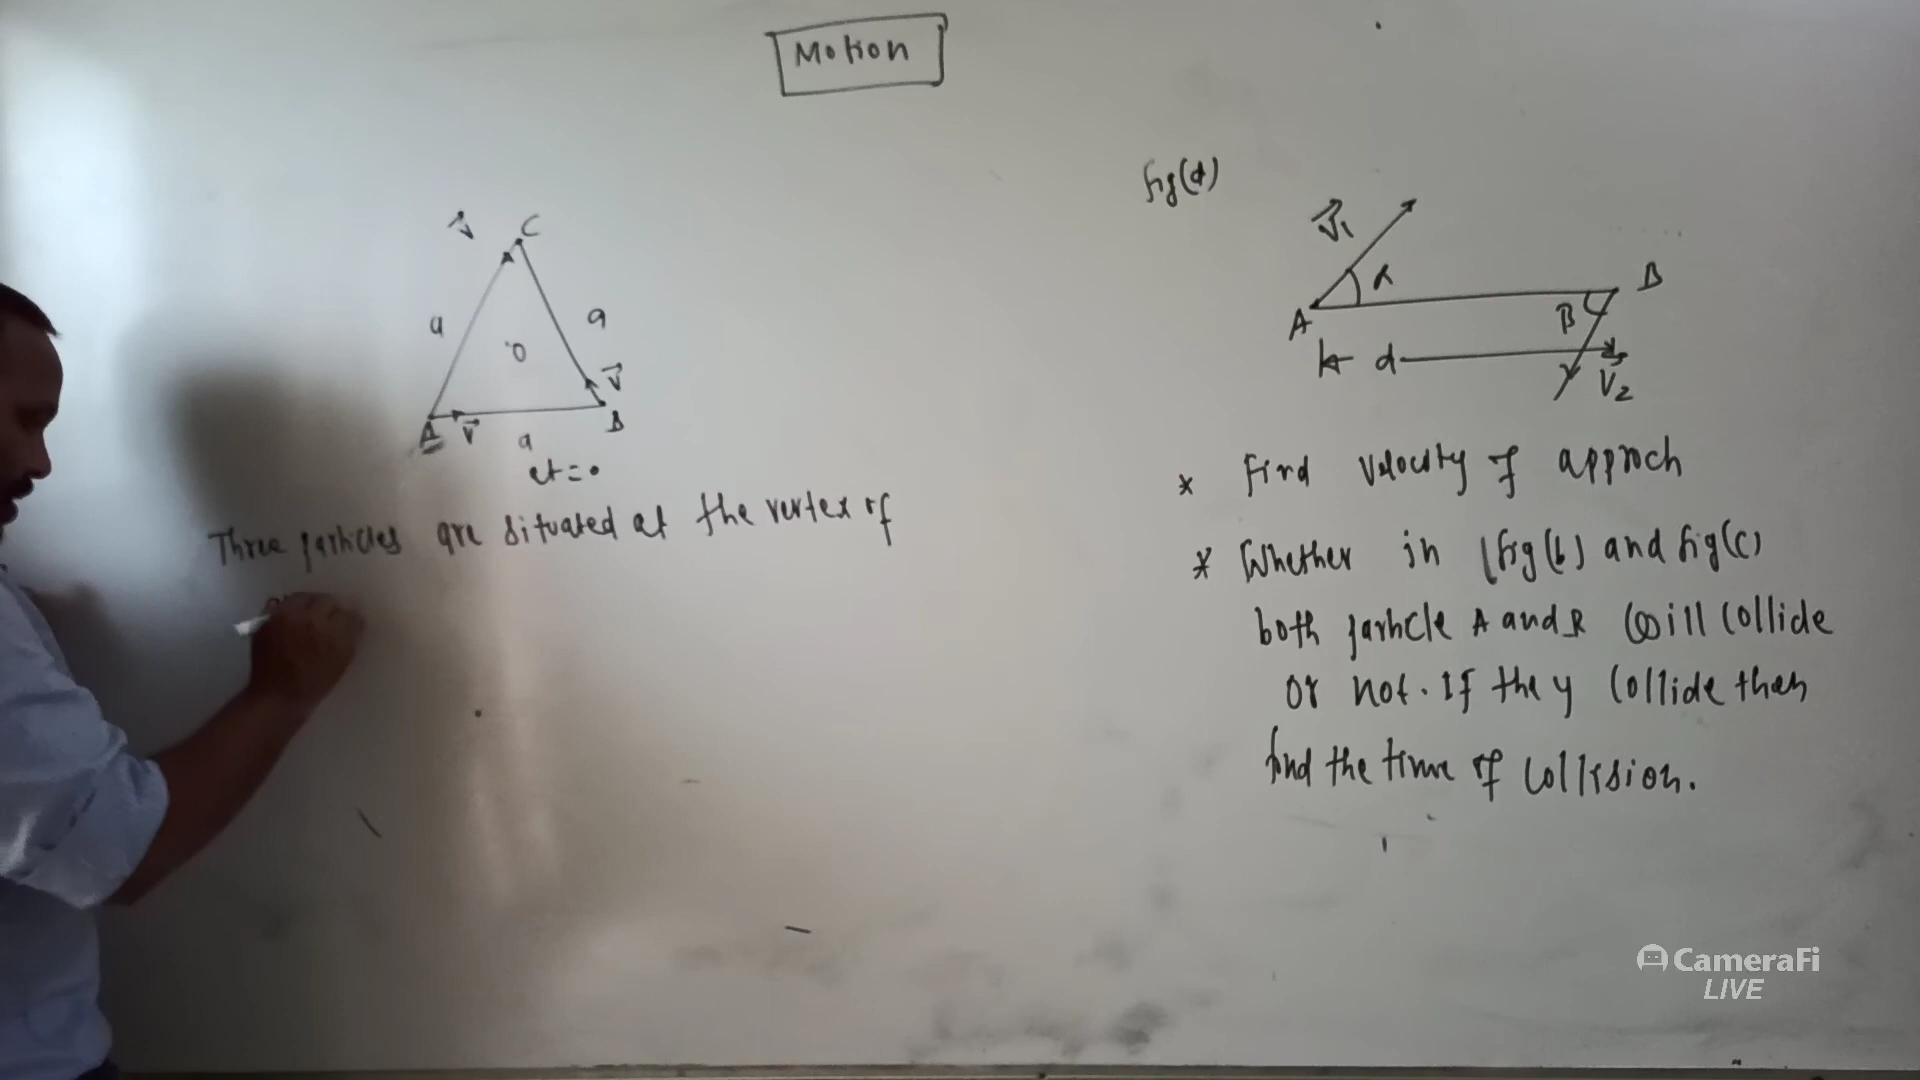 Motion
fig(d)
V
C
V1
a
a
O
α
B
A
B
d
V
V2
A
V
a
B
at = 0
Three particles are situated at the vertex of
* Find Velocity of approch
* Whether in (fig(b) and fig(c)
both particle A and B will collide
or not. If they collide then
find the time of collision.
CameraFi
LIVE